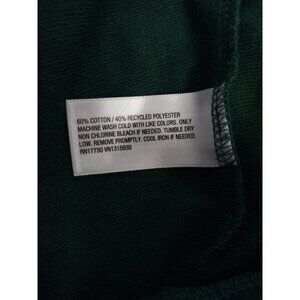 60% COTTON / 40% RECYCLED POLYESTER
MACHINE WASH COLD WITH LIKE COLORS. ONLY
NON CHLORINE BLEACH IF NEEDED. TUMBLE DRY
LOW. REMOVE PROMPTLY. COOL IRON IF NEEDED.
RN17730 VN1315930